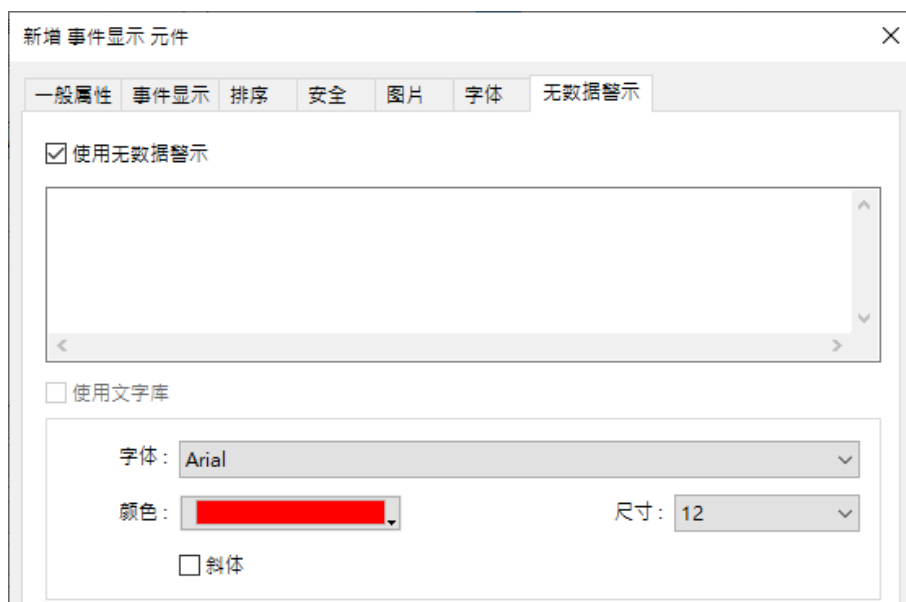 新增 事件显示 元件
一般属性 事件显示 排序 安全 图片 字体 无数据警示
使用无数据警示
使用文字库
字体 : Arial
颜色 : 尺寸 : 12
斜体